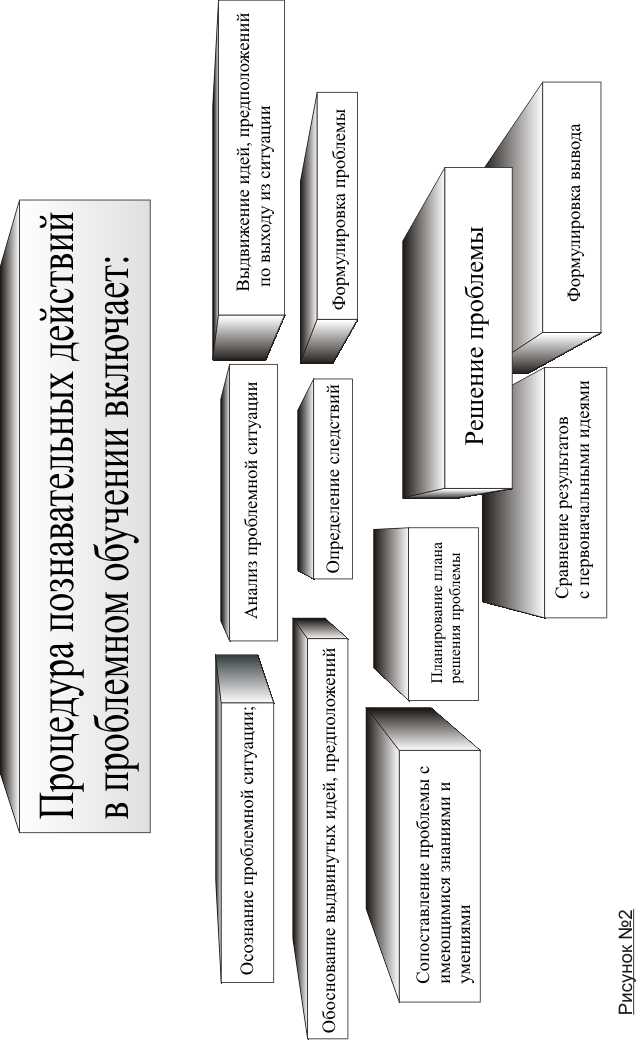 Процедура познавательных действий
в проблемном обучении включает:
Осознание проблемной ситуации;
Анализ проблемной ситуации
Выдвижение идей, предположений
по выходу из ситуации
Обоснование выдвинутых идей, предположений
Определение следствий
Формулировка проблемы
Сопоставление проблемы с
имеющимися знаниями и
умениями
Планирование плана
решения проблемы
Решение проблемы
Сравнение результатов
с первоначальными идеями
Формулировка вывода
Рисунок №2